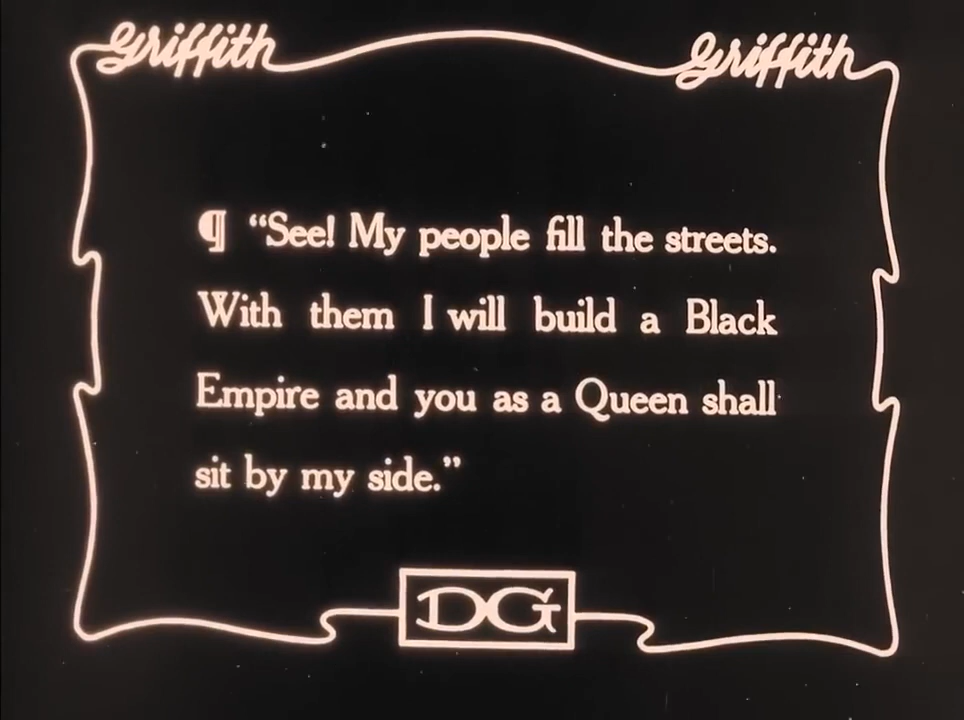 Griffith Griffith
¶ “See! My people fill the streets.
With them I will build a Black
Empire and you as a Queen shall
sit by my side.”
DG